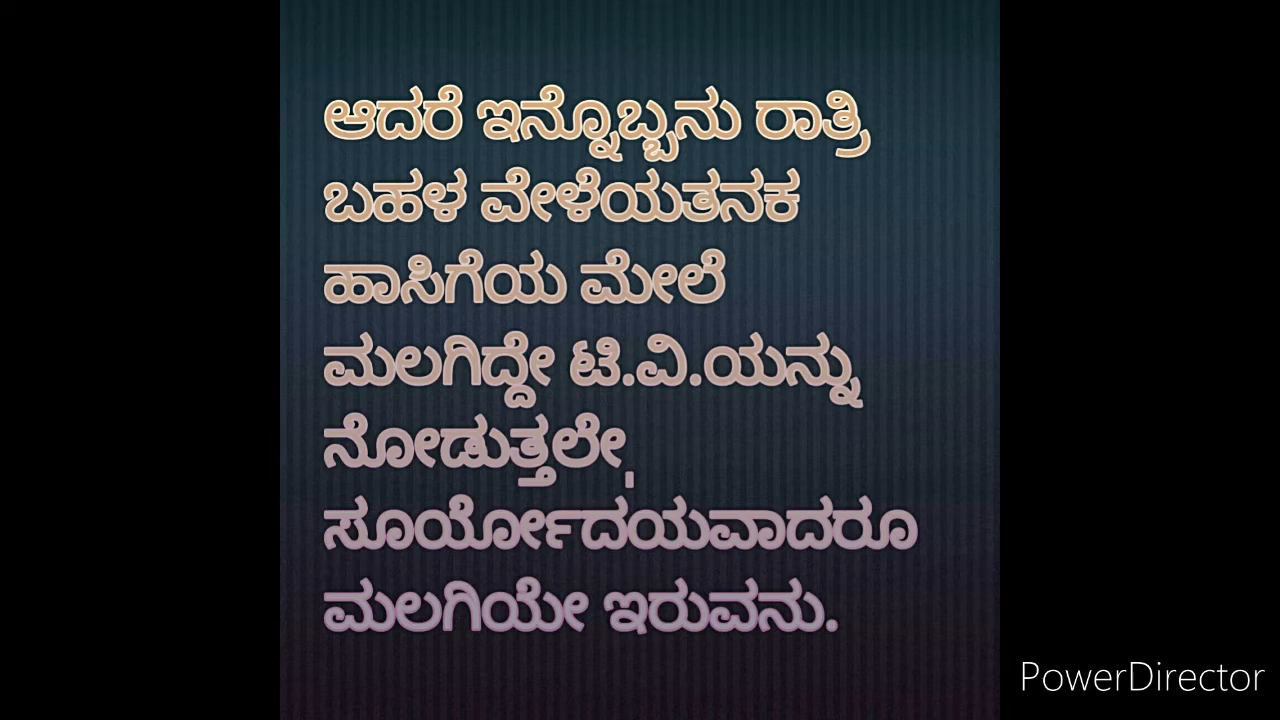 ಆದರೆ ಇನ್ನೊಬ್ಬನು ರಾತ್ರಿ
ಬಹಳ ವೇಳೆಯತನಕ
ಹಾಸಿಗೆಯ ಮೇಲೆ
ಮಲಗಿದ್ದೇ ಟಿ.ವಿ.ಯನ್ನು
ನೋಡುತ್ತಲೇ,
ಸೂರ್ಯೋದಯವಾದರೂ
ಮಲಗಿಯೇ ಇರುವನು.
PowerDirector